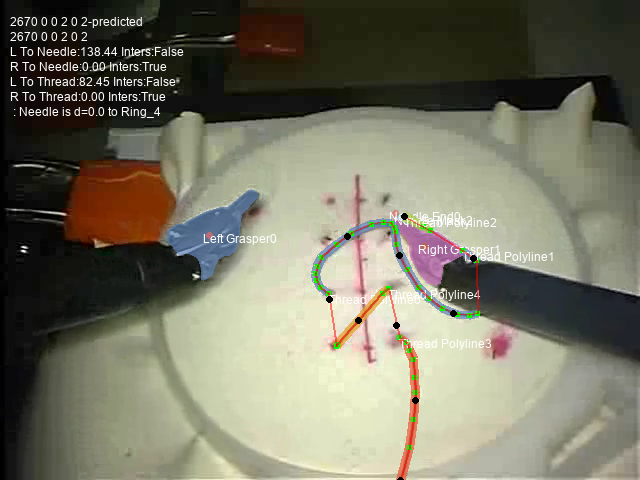 2670 0 0 2 0 2-predicted
2670 0 0 2 0 2
L To Needle:138.44 Inters:False
R To Needle:0.00 Inters:True
L To Thread:82.45 Inters:False
R To Thread:0.00 Inters:True
: Needle is d=0.0 to Ring_4
Needle End0
Thread Polyline2
Left Grasper0
Right Grasper1
Thread Polyline1
Thread Polyline4
Thread Polyline3